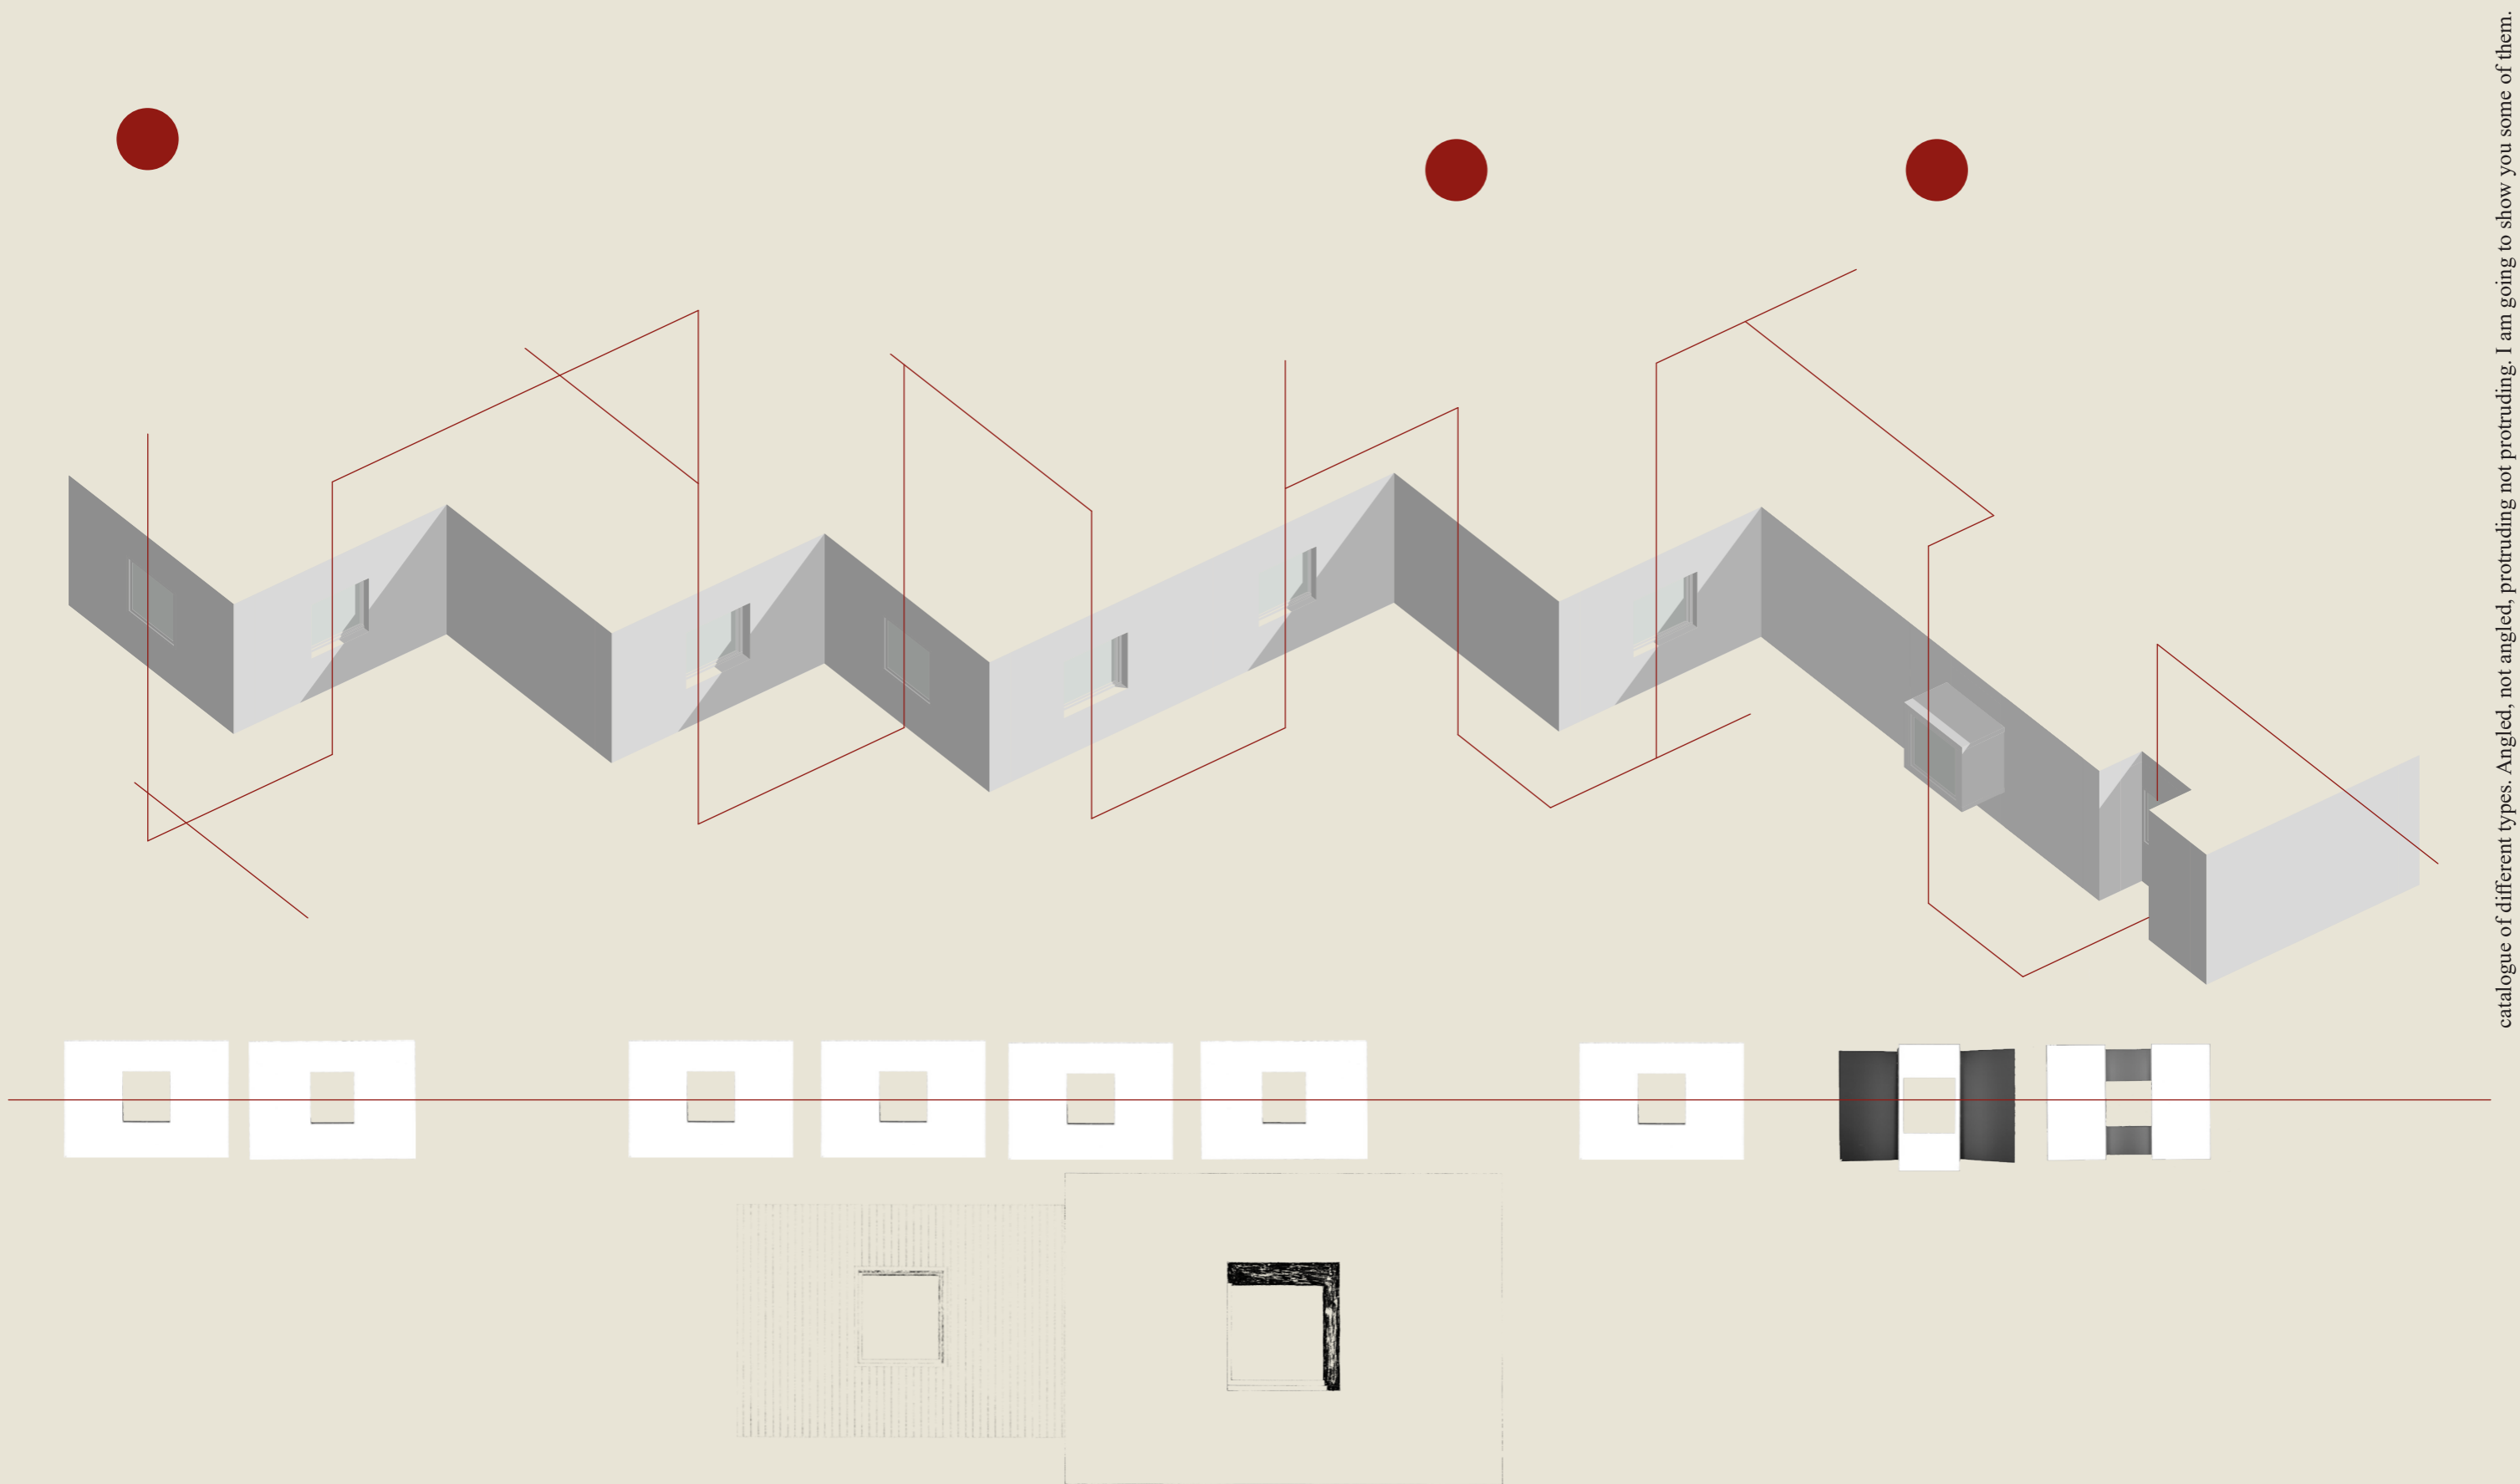 catalogue of different types. Angled, not angled, protruding not protruding. I am going to show you some of them.